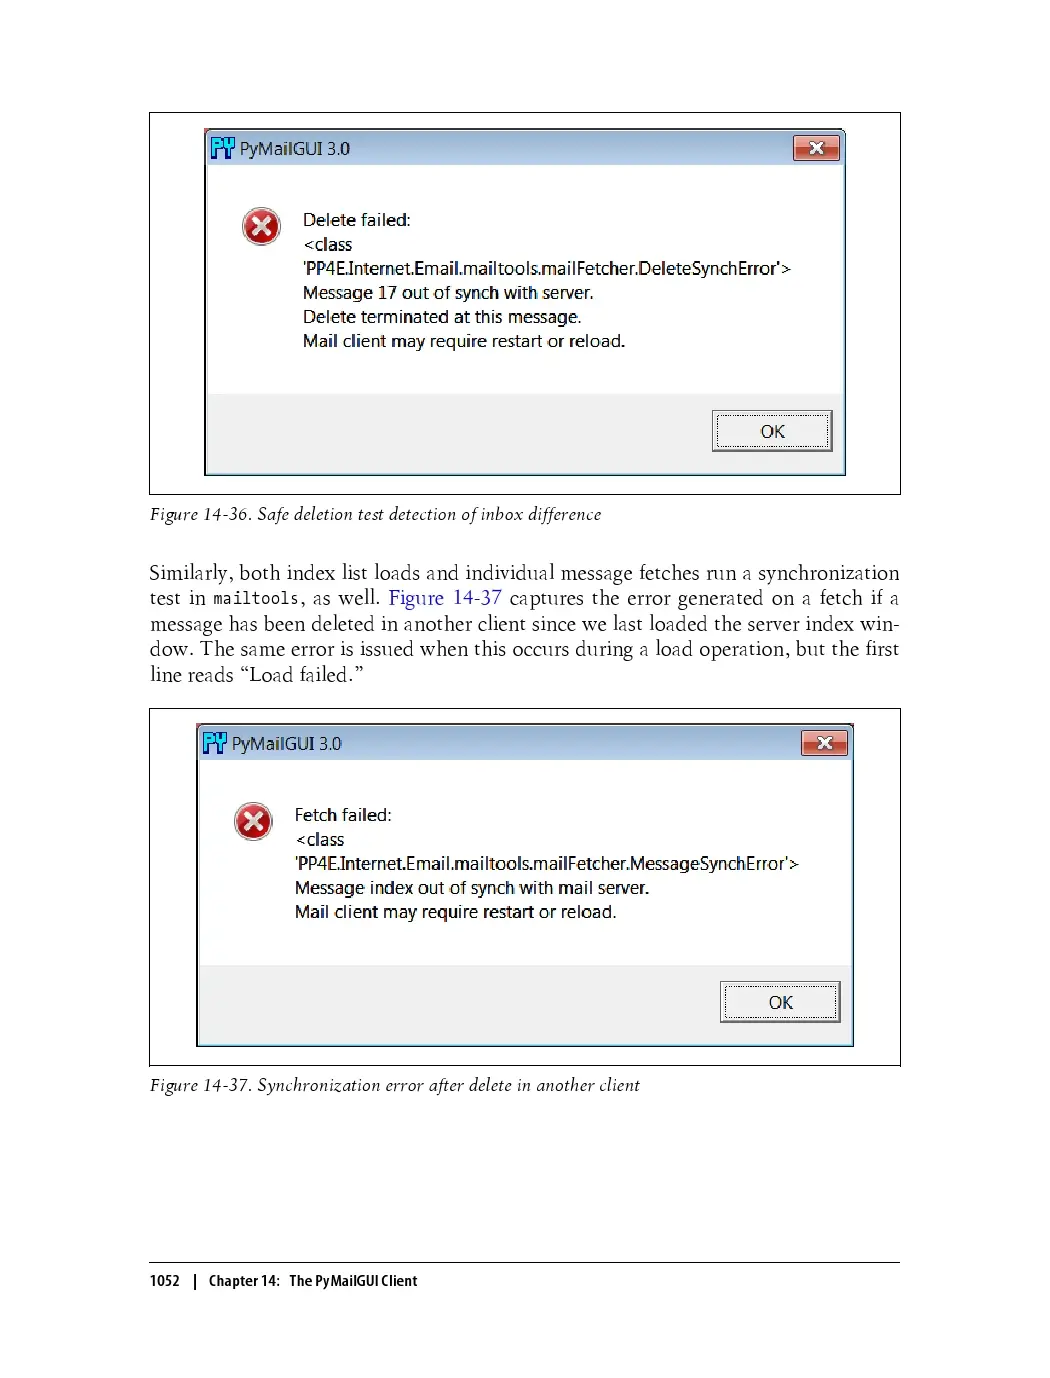 PY PyMailGUI 3.0
Delete failed:
<class
'PP4E.Internet.Email.mailtools.mailFetcher.DeleteSynchError'>
Message 17 out of synch with server.
Delete terminated at this message.
Mail client may require restart or reload.
OK
Figure 14-36. Safe deletion test detection of inbox difference
Similarly, both index list loads and individual message fetches run a synchronization
test in mailtools, as well. Figure 14-37 captures the error generated on a fetch if a
message has been deleted in another client since we last loaded the server index win-
dow. The same error is issued when this occurs during a load operation, but the first
line reads “Load failed.”
PY PyMailGUI 3.0
Fetch failed:
<class
'PP4E.Internet.Email.mailtools.mailFetcher.MessageSynchError'>
Message index out of synch with mail server.
Mail client may require restart or reload.
OK
Figure 14-37. Synchronization error after delete in another client
1052 | Chapter 14: The PyMailGUI Client